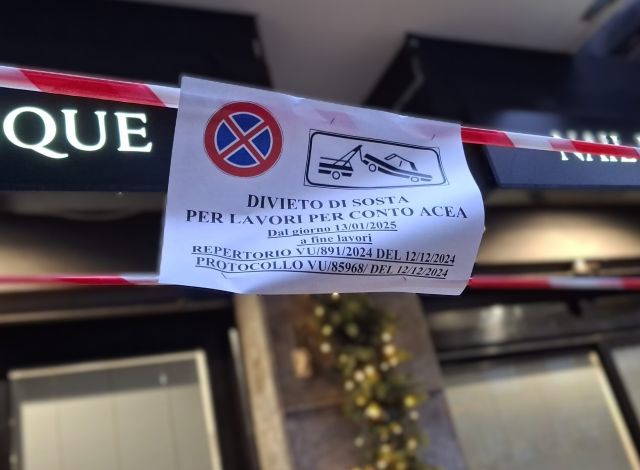 QUE
NAIL
DIVIETO DI SOSTA
PER LAVORI PER CONTO ACEA
Dal giorno 13/01/2025
a fine lavori
REPERTORIO VU/891/2024 DEL 12/12/2024
PROTOCOLLO VU/85968/ DEL 12/12/2024